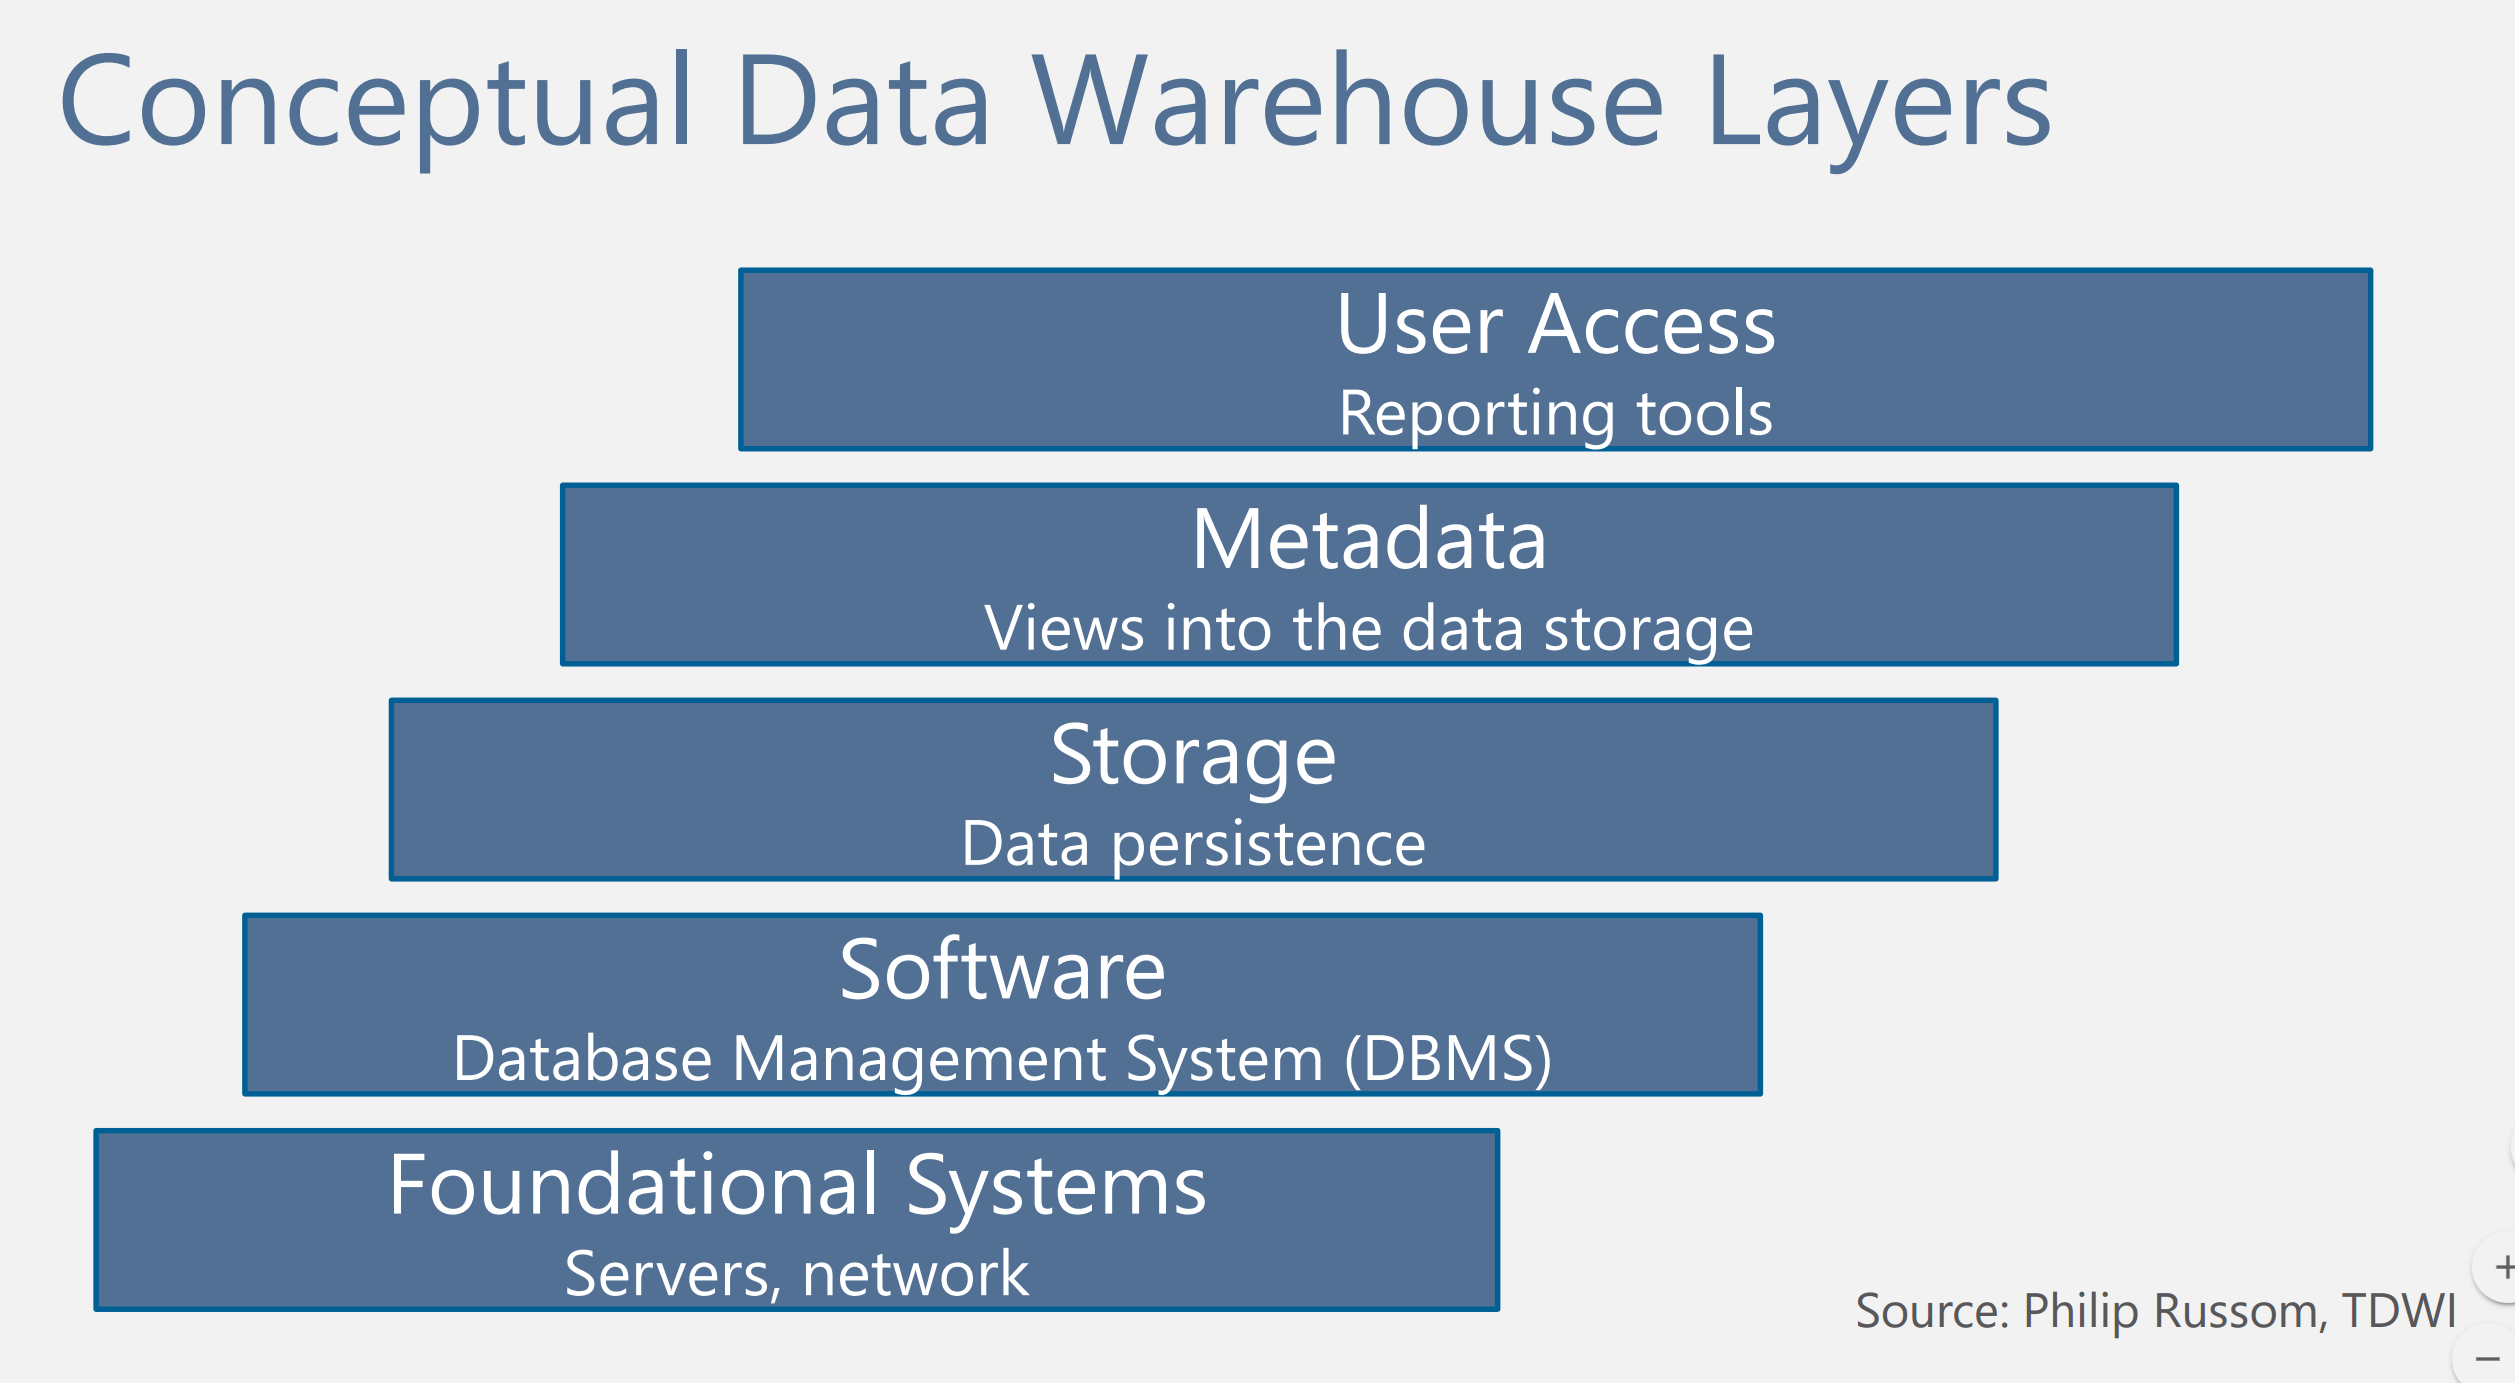 Conceptual Data Warehouse Layers
User Access
Reporting tools
Metadata
Views into the data storage
Storage
Data persistence
Software
Database Management System (DBMS)
Foundational Systems
Servers, network
Source: Philip Russom, TDWI
+
−